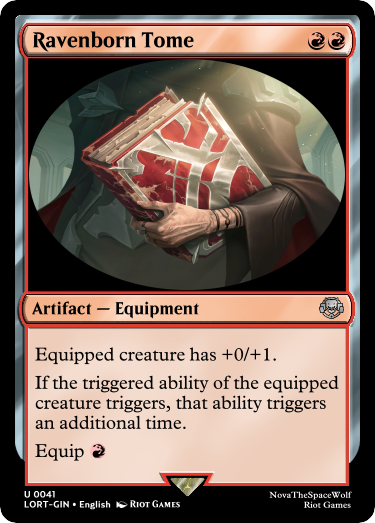 Ravenborn Tome
Artifact — Equipment
Equipped creature has +0/+1.
If the triggered ability of the equipped
creature triggers, that ability triggers
an additional time.
Equip
U 0041
LORT-GIN • English RIOT GAMES
NovaTheSpaceWolf
Riot Games